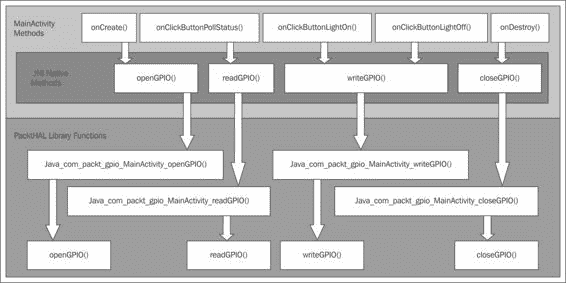 MainActivity
Methods
onCreate()
onClickButtonPollStatus()
onClickButtonLightOn()
onClickButtonLightOff()
onDestroy()
JNI Native
Methods
openGPIO()
readGPIO()
writeGPIO()
closeGPIO()
PacktHAL Library Functions
Java_com_packt_gpio_MainActivity_openGPIO()
Java_com_packt_gpio_MainActivity_writeGPIO()
Java_com_packt_gpio_MainActivity_readGPIO()
Java_com_packt_gpio_MainActivity_closeGPIO()
openGPIO()
readGPIO()
writeGPIO()
closeGPIO()